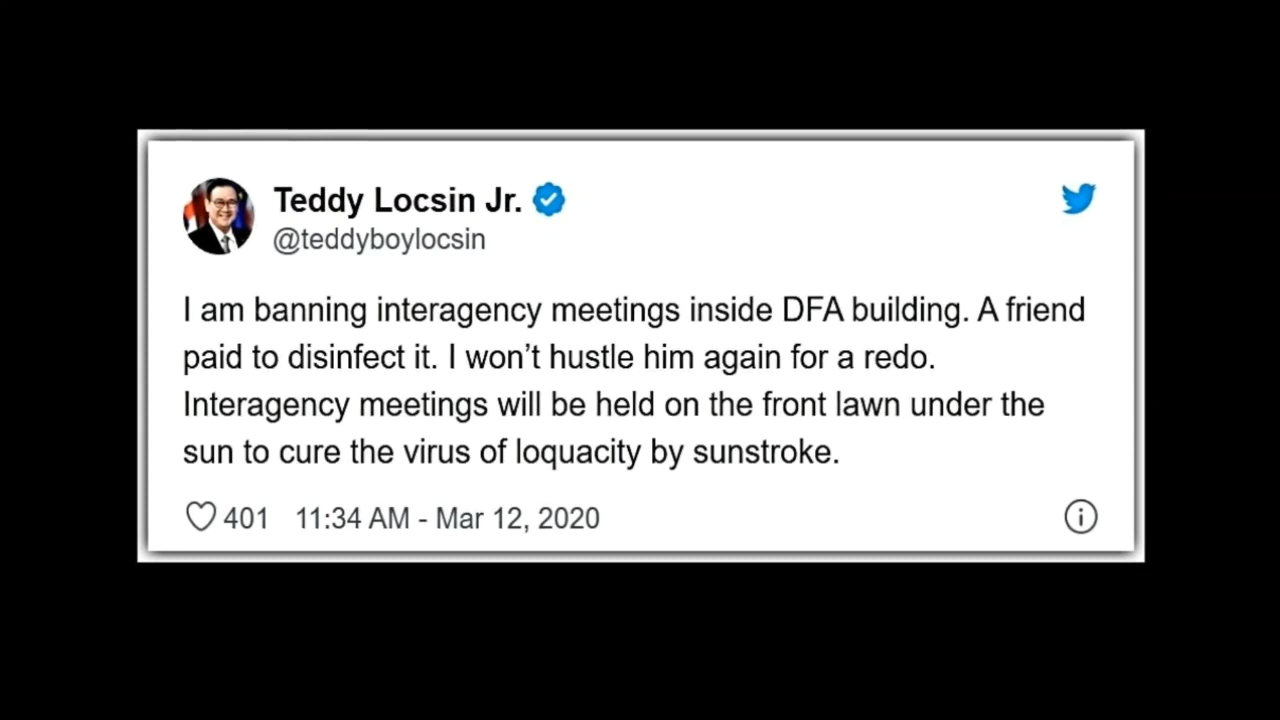 Teddy Locsin Jr.
@teddyboylocsin
I am banning interagency meetings inside DFA building. A friend
paid to disinfect it. I won’t hustle him again for a redo.
Interagency meetings will be held on the front lawn under the
sun to cure the virus of loquacity by sunstroke.
401 11:34 AM - Mar 12, 2020